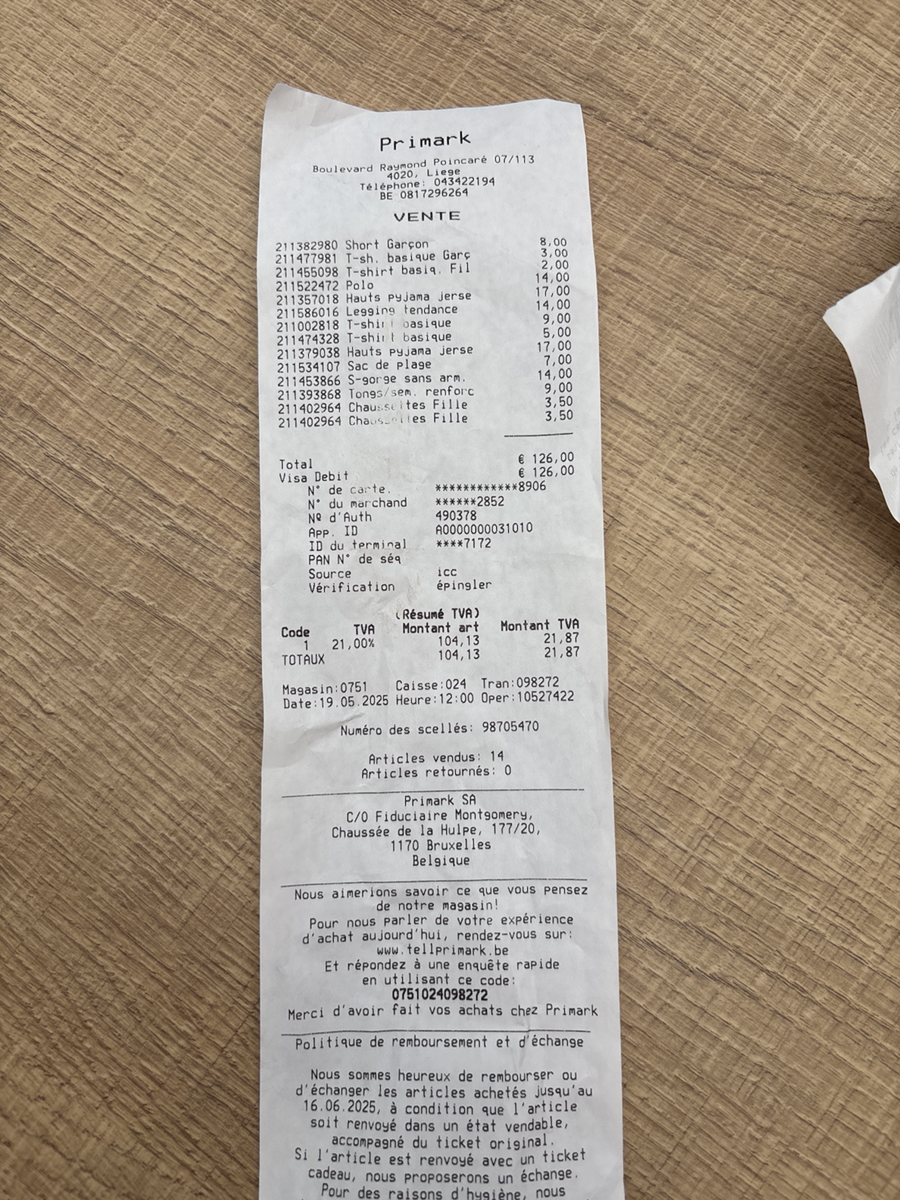 Primark
Boulevard Raymond Poincaré 07/113
4020, Liege
Téléphone: 043422194
BE 0817296264
VENTE
211382980 Short Garçon 8,00
211477981 T-sh. basique Garç 3,00
211455098 T-shirt basiq. Fil 2,00
211522472 Polo 14,00
211357018 Hauts pyjama jerse 17,00
211586016 Legging tendance 14,00
211002818 T-shirt basique 9,00
211474328 T-shirt basique 5,00
211379038 Hauts pyjama jerse 17,00
211534107 Sac de plage 7,00
211453866 S-gorge sans arm. 14,00
211393868 Tongs/sem. renforc 9,00
211402964 Chaussettes Fille 3,50
211402964 Chaussettes Fille 3,50
Total € 126,00
Visa Debit € 126,00
N° de carte. ************8906
N° du marchand ******2852
Nº d'Auth 490378
App. ID A0000000031010
ID du terminal ****7172
PAN N° de séq
Source icc
Vérification épingler
(Résumé TVA)
Code TVA Montant art Montant TVA
1 21,00% 104,13 21,87
TOTAUX 104,13 21,87
Magasin:0751 Caisse:024 Tran:098272
Date:19.05.2025 Heure:12:00 Oper:10527422
Numéro des scellés: 98705470
Articles vendus: 14
Articles retournés: 0
Primark SA
C/O Fiduciaire Montgomery,
Chaussée de la Hulpe, 177/20,
1170 Bruxelles
Belgique
Nous aimerions savoir ce que vous pensez
de notre magasin!
Pour nous parler de votre expérience
d'achat aujourd'hui, rendez-vous sur:
www.tellprimark.be
Et répondez à une enquête rapide
en utilisant ce code:
0751024098272
Merci d'avoir fait vos achats chez Primark
Politique de remboursement et d'échange
Nous sommes heureux de rembourser ou
d'échanger les articles achetés jusqu'au
16.06.2025, à condition que l'article
soit renvoyé dans un état vendable,
accompagné du ticket original.
Si l'article est renvoyé avec un ticket
cadeau, nous proposerons un échange.
Pour des raisons d'hygiène, nous